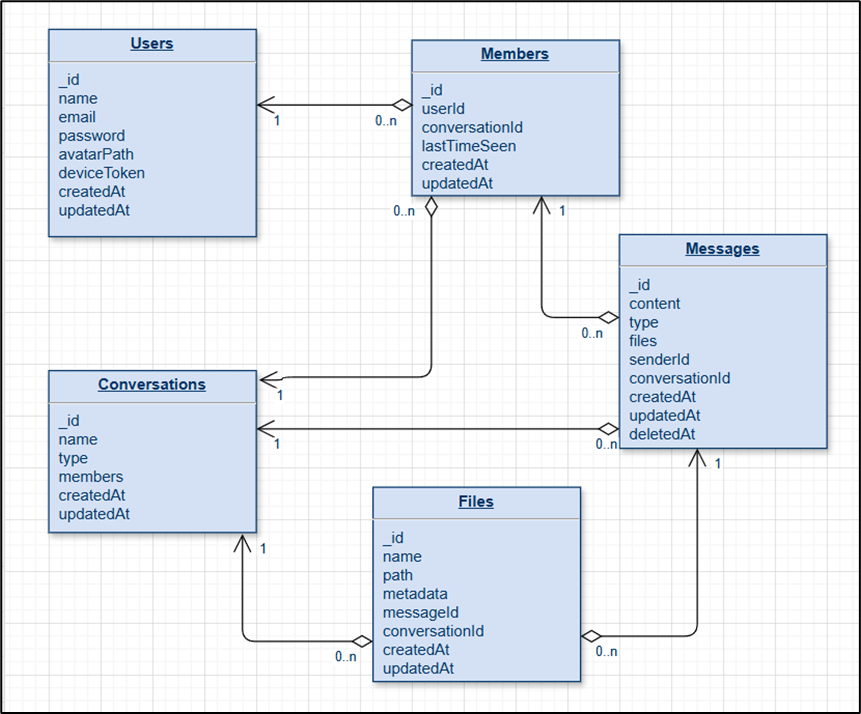 Users
_id
name
email
password
avatarPath
deviceToken
createdAt
updatedAt
1
0..n
Members
_id
userId
conversationId
lastTimeSeen
createdAt
updatedAt
0..n
1
Messages
_id
content
type
files
senderId
conversationId
createdAt
updatedAt
deletedAt
0..n
1
Conversations
_id
name
type
members
createdAt
updatedAt
1
0..n
1
1
Files
_id
name
path
metadata
messageId
conversationId
createdAt
updatedAt
0..n
0..n